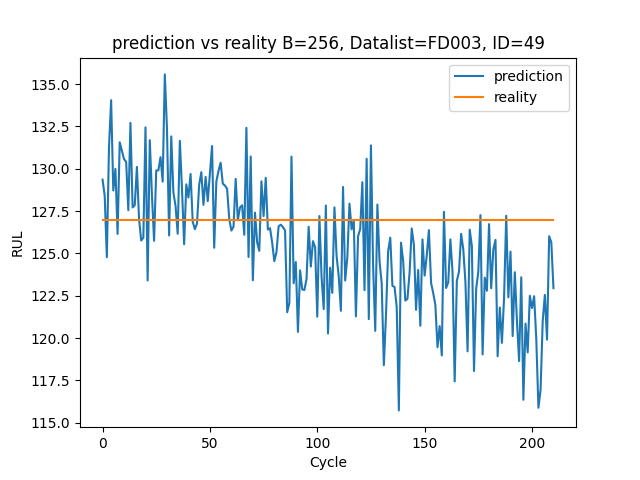 prediction vs reality B=256, Datalist=FD003, ID=49
prediction
reality
RUL
135.0
132.5
130.0
127.5
125.0
122.5
120.0
117.5
115.0
0 50 100 150 200
Cycle